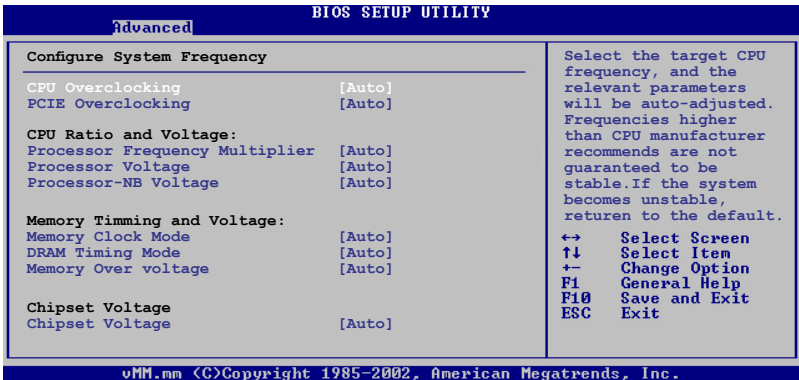 BIOS SETUP UTILITY
Advanced
Configure System Frequency
CPU Overclocking [Auto]
PCIE Overclocking [Auto]
CPU Ratio and Voltage:
Processor Frequency Multiplier [Auto]
Processor Voltage [Auto]
Processor-NB Voltage [Auto]
Memory Timming and Voltage:
Memory Clock Mode [Auto]
DRAM Timing Mode [Auto]
Memory Over voltage [Auto]
Chipset Voltage
Chipset Voltage [Auto]
Select the target CPU
frequency, and the
relevant parameters
will be auto-adjusted.
Frequencies higher
than CPU manufacturer
recommends are not
guaranteed to be
stable.If the system
becomes unstable,
returen to the default.
←→ Select Screen
↑↓ Select Item
+- Change Option
F1 General Help
F10 Save and Exit
ESC Exit
vMM.mm (C)Copyright 1985-2002, American Megatrends, Inc.